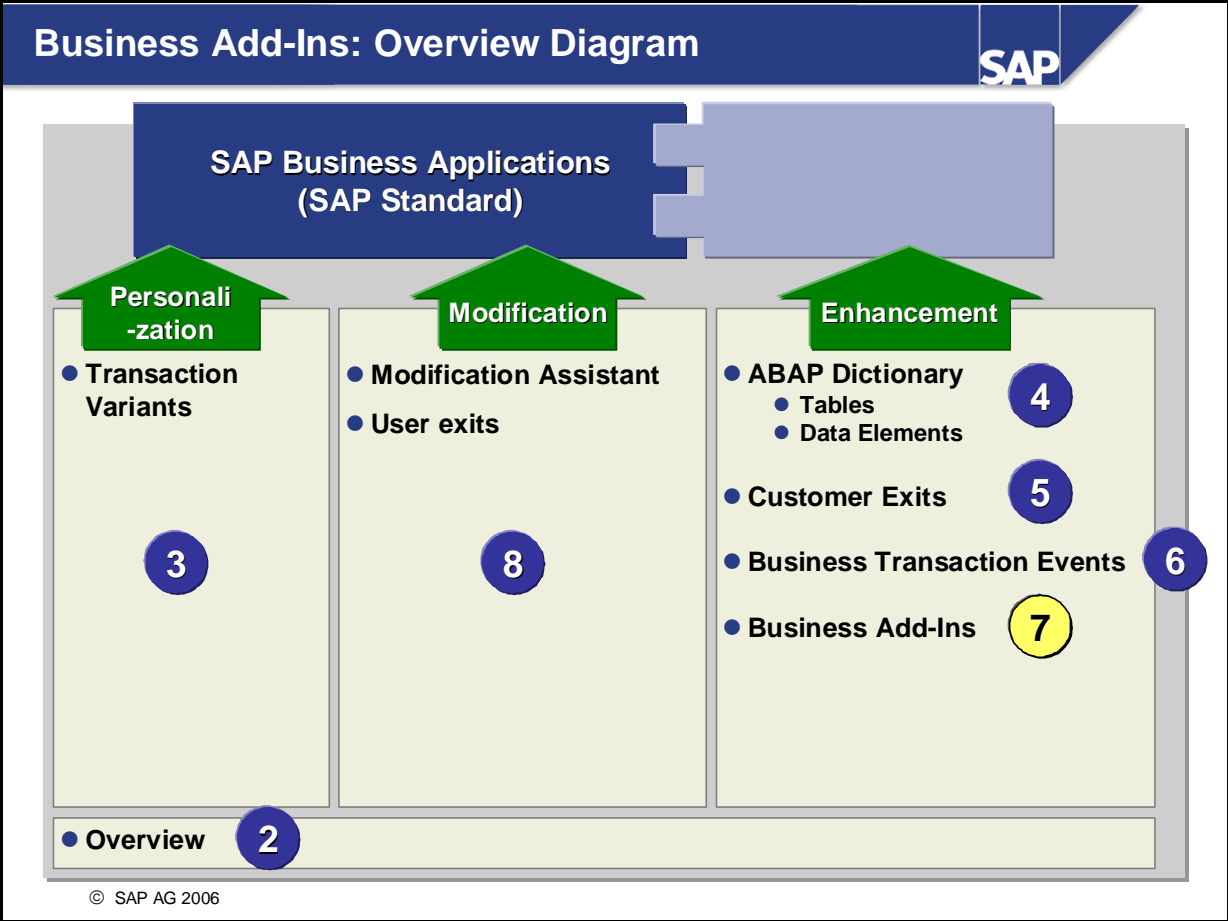 Business Add-Ins: Overview Diagram
SAP
SAP Business Applications
(SAP Standard)
Personali
-zation
Modification
Enhancement
Transaction
Variants
3
Modification Assistant
User exits
8
ABAP Dictionary
Tables
Data Elements
4
Customer Exits
5
Business Transaction Events
6
Business Add-Ins
7
Overview
2
© SAP AG 2006